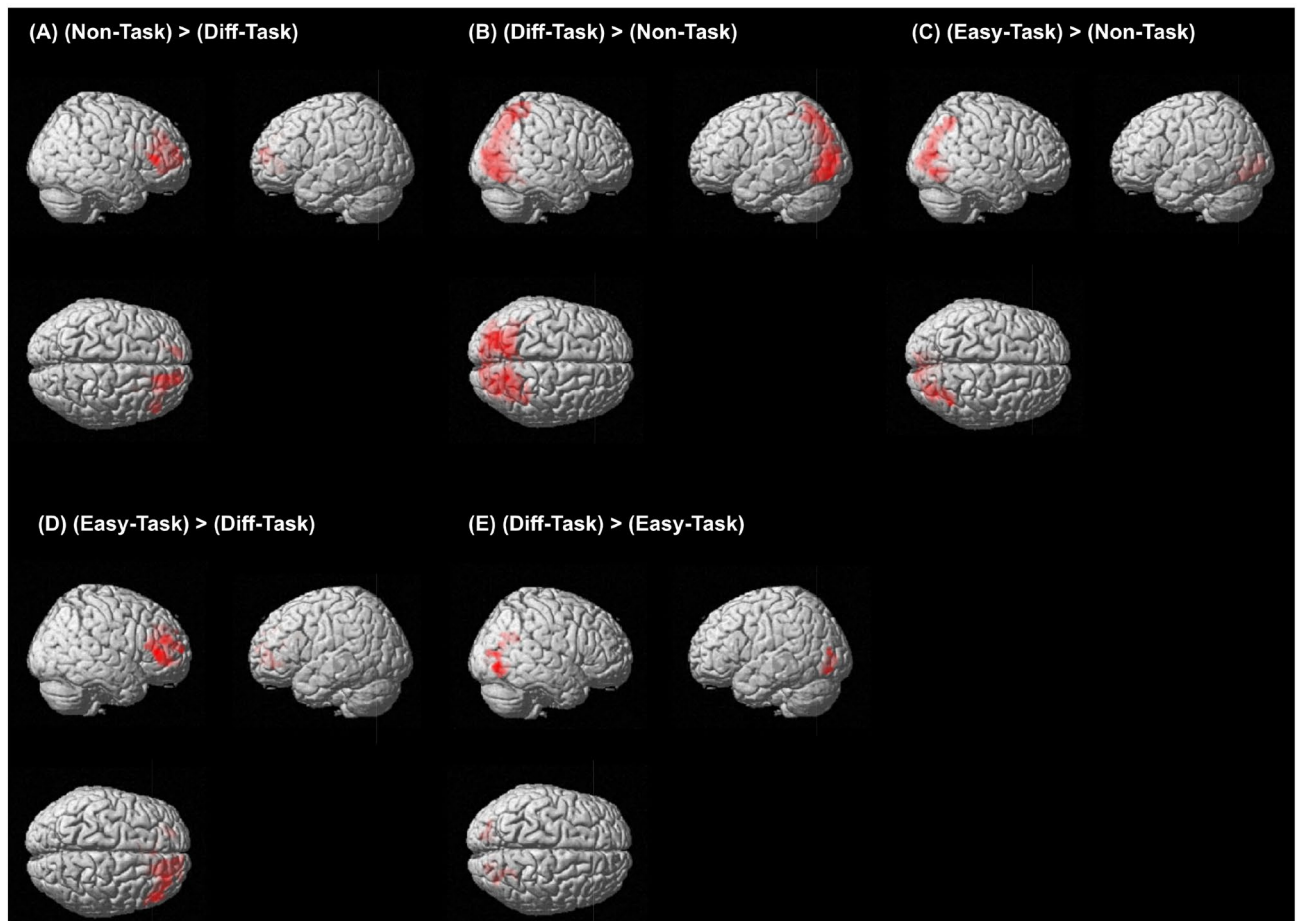 (A) (Non-Task) > (Diff-Task)
(B) (Diff-Task) > (Non-Task)
(C) (Easy-Task) > (Non-Task)
(D) (Easy-Task) > (Diff-Task)
(E) (Diff-Task) > (Easy-Task)